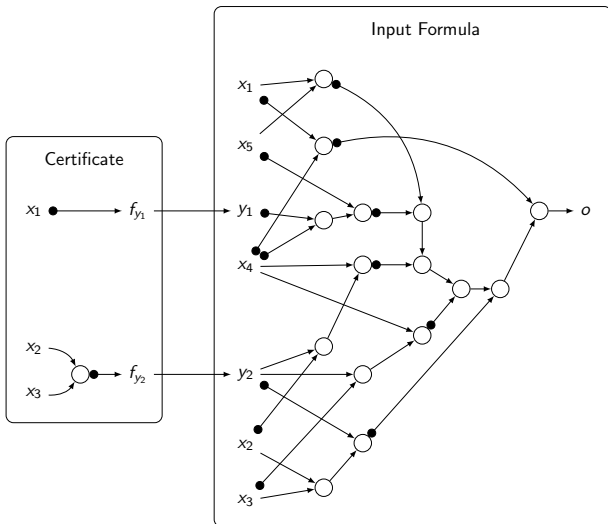 Input Formula
x1
x5
y1
x4
y2
x2
x3
o
Certificate
x1
fy1
x2
x3
fy2